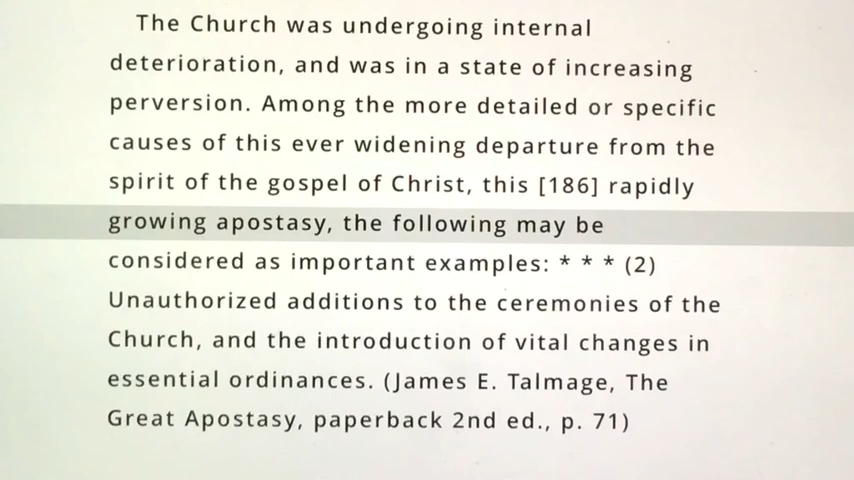 The Church was undergoing internal
deterioration, and was in a state of increasing
perversion. Among the more detailed or specific
causes of this ever widening departure from the
spirit of the gospel of Christ, this [186] rapidly
growing apostasy, the following may be
considered as important examples: * * * (2)
Unauthorized additions to the ceremonies of the
Church, and the introduction of vital changes in
essential ordinances. (James E. Talmage, The
Great Apostasy, paperback 2nd ed., p. 71)